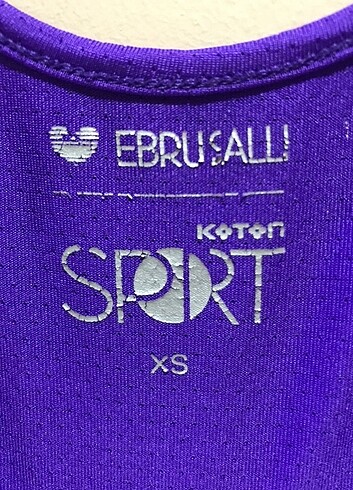 EBRU ŞALLI
KOTON
SPORT
XS